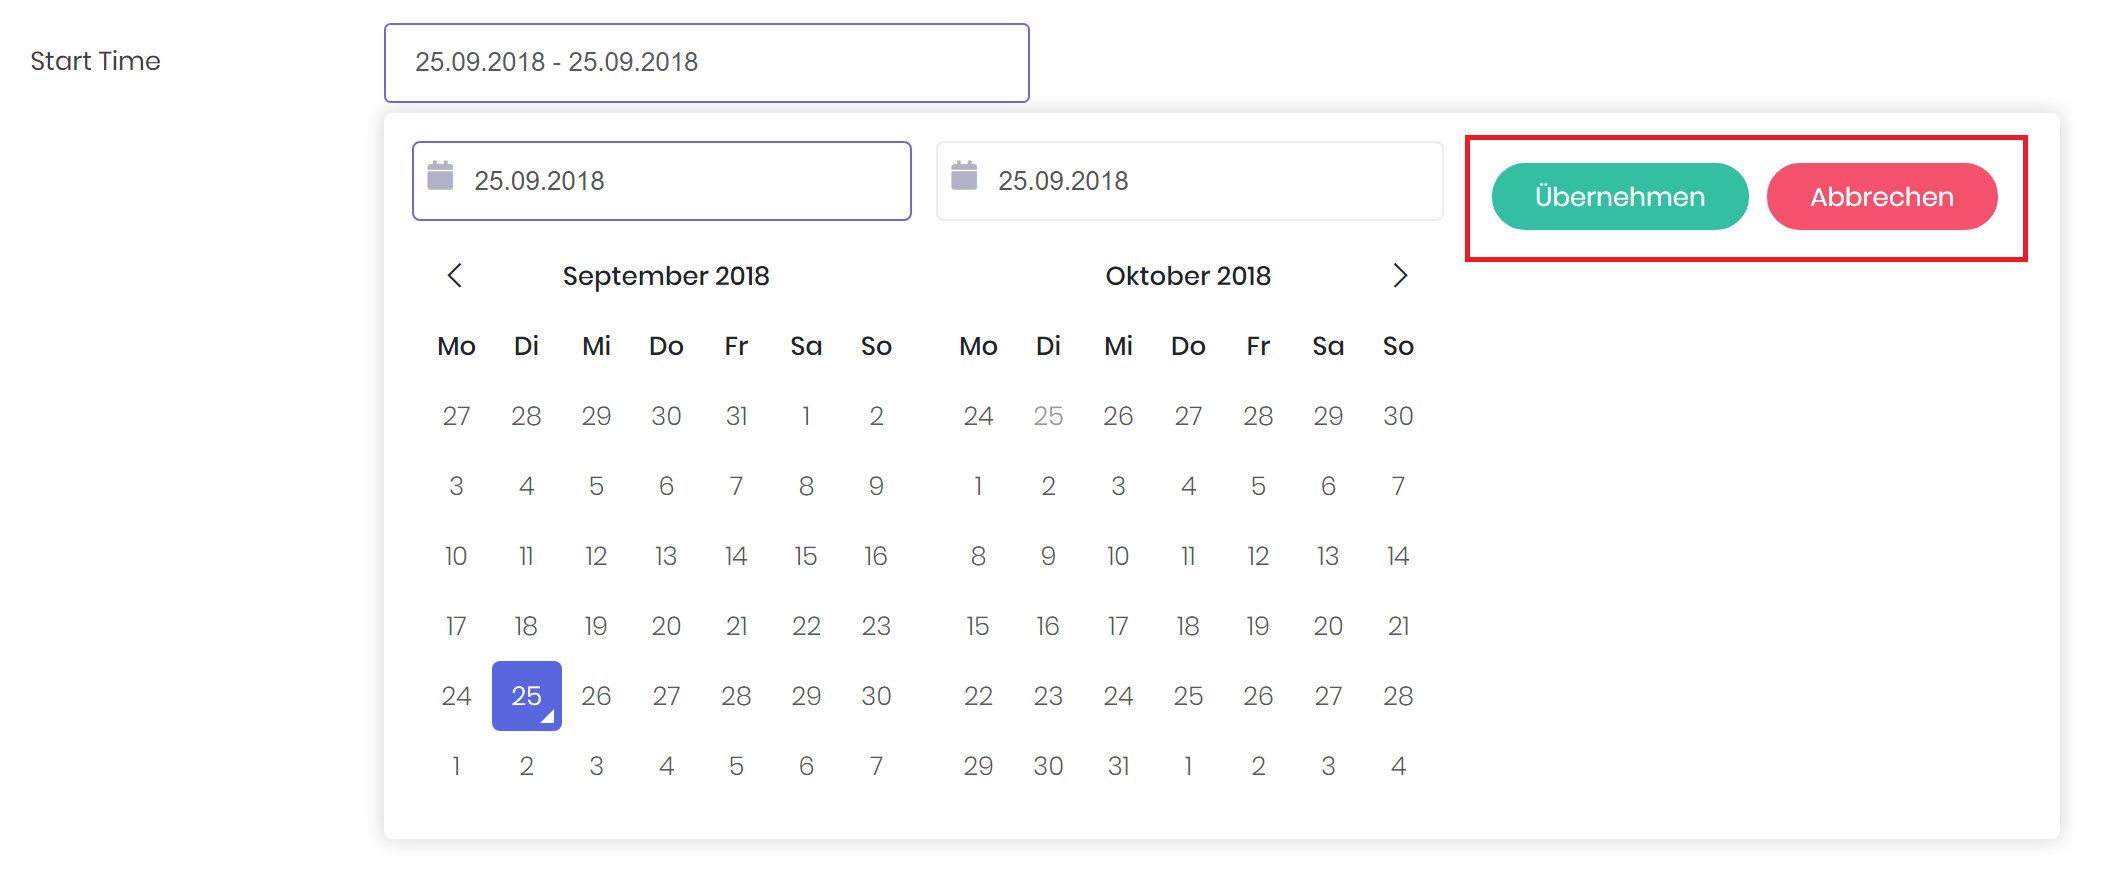 Start Time
25.09.2018 - 25.09.2018
25.09.2018 25.09.2018 Übernehmen Abbrechen
September 2018 Oktober 2018
Mo Di Mi Do Fr Sa So Mo Di Mi Do Fr Sa So
27 28 29 30 31 1 2 24 25 26 27 28 29 30
3 4 5 6 7 8 9 1 2 3 4 5 6 7
10 11 12 13 14 15 16 8 9 10 11 12 13 14
17 18 19 20 21 22 23 15 16 17 18 19 20 21
24 25 26 27 28 29 30 22 23 24 25 26 27 28
1 2 3 4 5 6 7 29 30 31 1 2 3 4